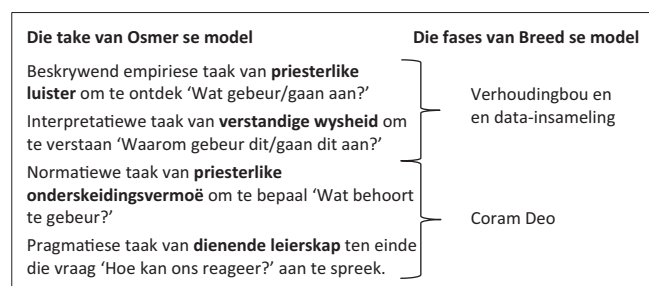 Die take van Osmer se model
Die fases van Breed se model
Beskrywend empiriese taak van priesterlike
luister om te ontdek ‘Wat gebeur/gaan aan?’
Interpretatiewe taak van verstandige wysheid om
te verstaan ‘Waarom gebeur dit/gaan dit aan?’
Verhoudingbou en
en data-insameling
Normatiewe taak van priesterlike
onderskeidingsvermoë om te bepaal ‘Wat behoort
te gebeur?’
Pragmatiese taak van dienende leierskap ten einde
die vraag ‘Hoe kan ons reageer?’ aan te spreek.
Coram Deo